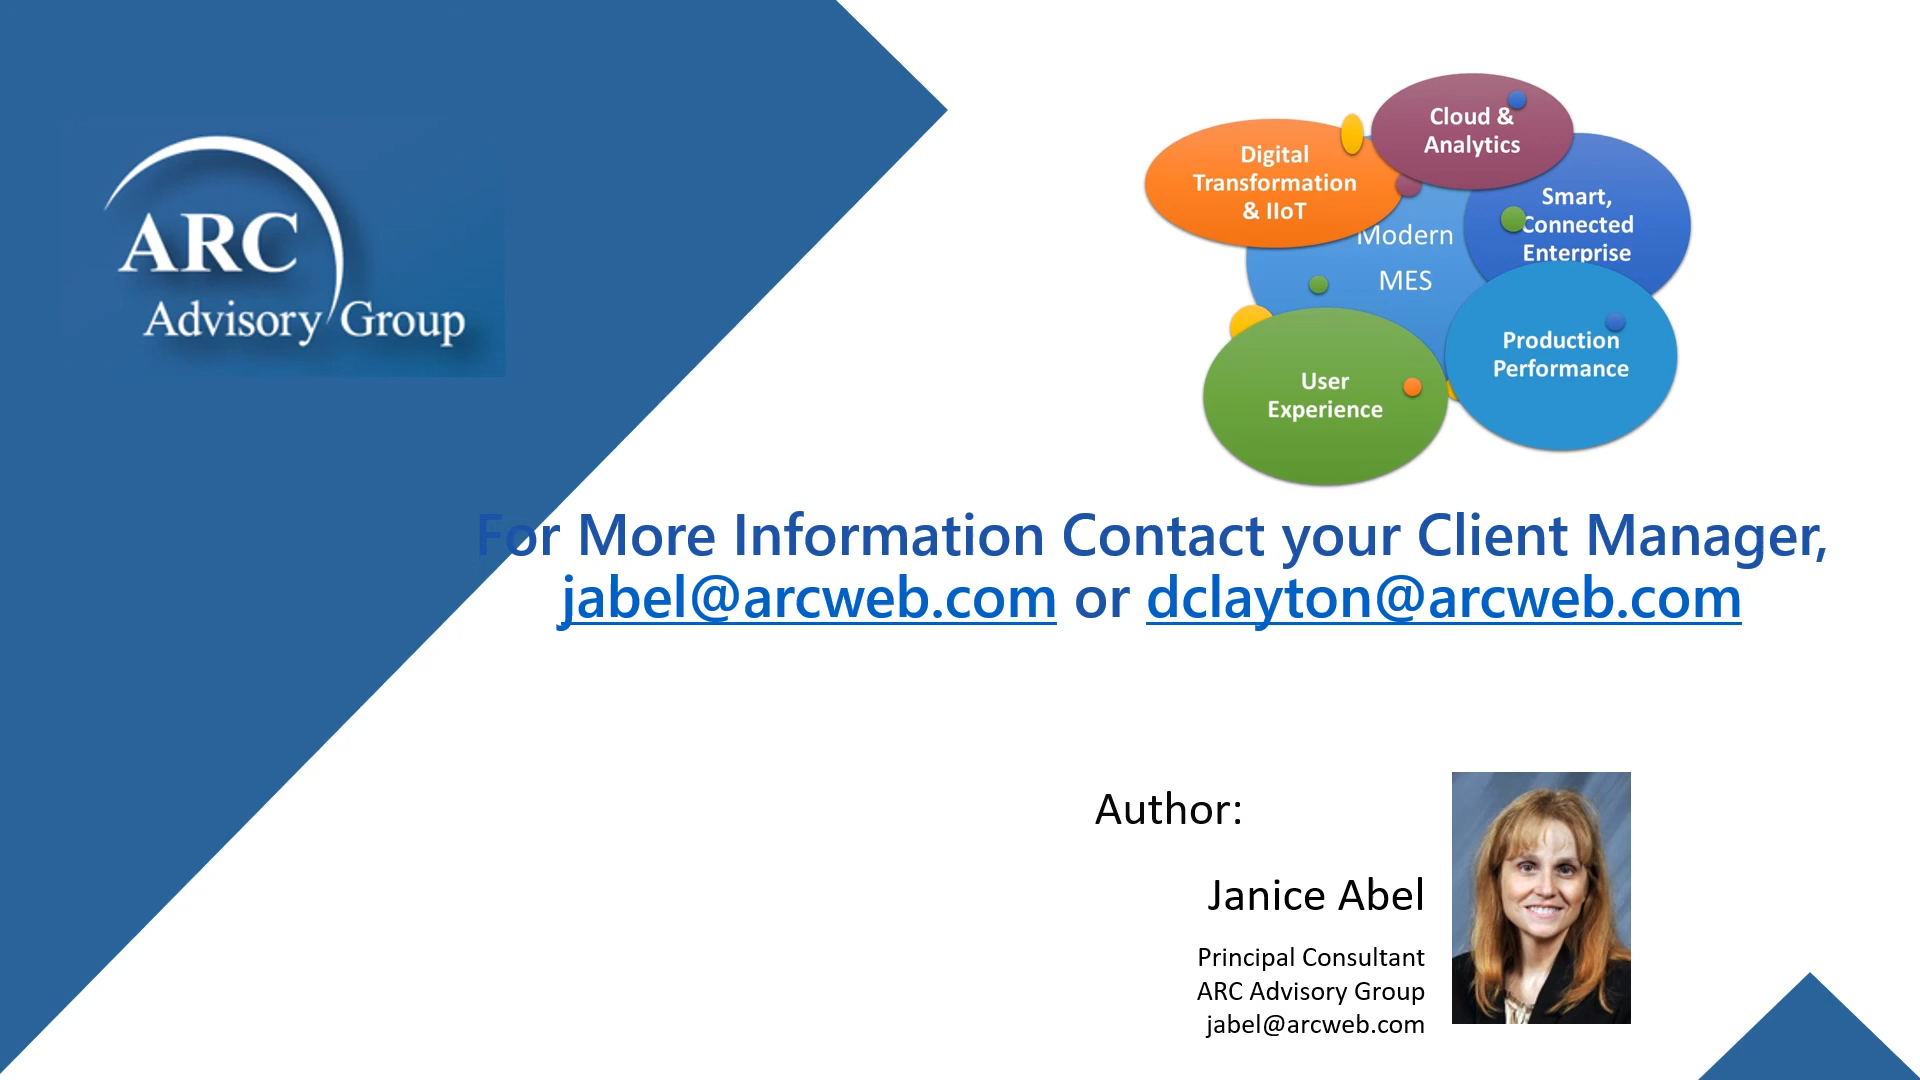 ARC
Advisory Group
Cloud &
Analytics
Digital
Transformation
& IIoT
Smart,
Connected
Enterprise
Modern
MES
Production
Performance
User
Experience
For More Information Contact your Client Manager,
jabel@arcweb.com or dclayton@arcweb.com
Author:
Janice Abel
Principal Consultant
ARC Advisory Group
jabel@arcweb.com